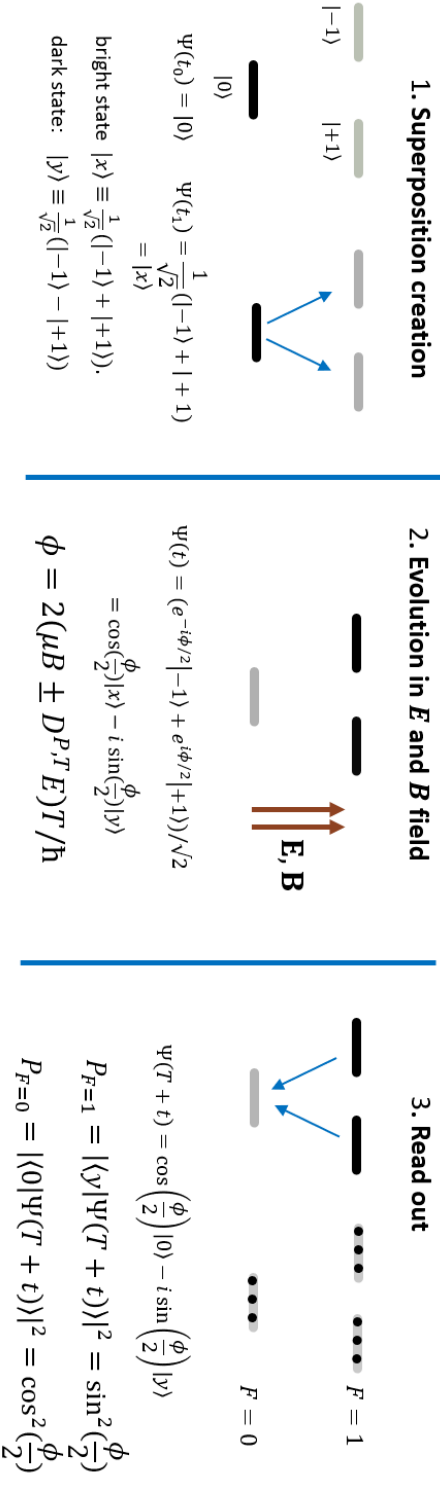 1. Superposition creation
|−1⟩
|+1⟩
|0⟩
Ψ(t₀) = |0⟩
Ψ(t₁) = 1/√2 (|−1⟩ + | + 1⟩
= |x⟩
bright state |x⟩ ≡ 1/√2 (|−1⟩ + |+1⟩).
dark state: |y⟩ ≡ 1/√2 (|−1⟩ − |+1⟩)
2. Evolution in E and B field
E, B
Ψ(t) = (e^{−iϕ/2}|−1⟩ + e^{iϕ/2}|+1⟩)/√2
= cos(ϕ/2)|x⟩ − i sin(ϕ/2)|y⟩
ϕ = 2(μB ± D^{P,T}E)T/ħ
3. Read out
F = 1
F = 0
Ψ(T + t) = cos(ϕ/2)|0⟩ − i sin(ϕ/2)|y⟩
P_{F=1} = |⟨y|Ψ(T + t)⟩|² = sin²(ϕ/2)
P_{F=0} = |⟨0|Ψ(T + t)⟩|² = cos²(ϕ/2)